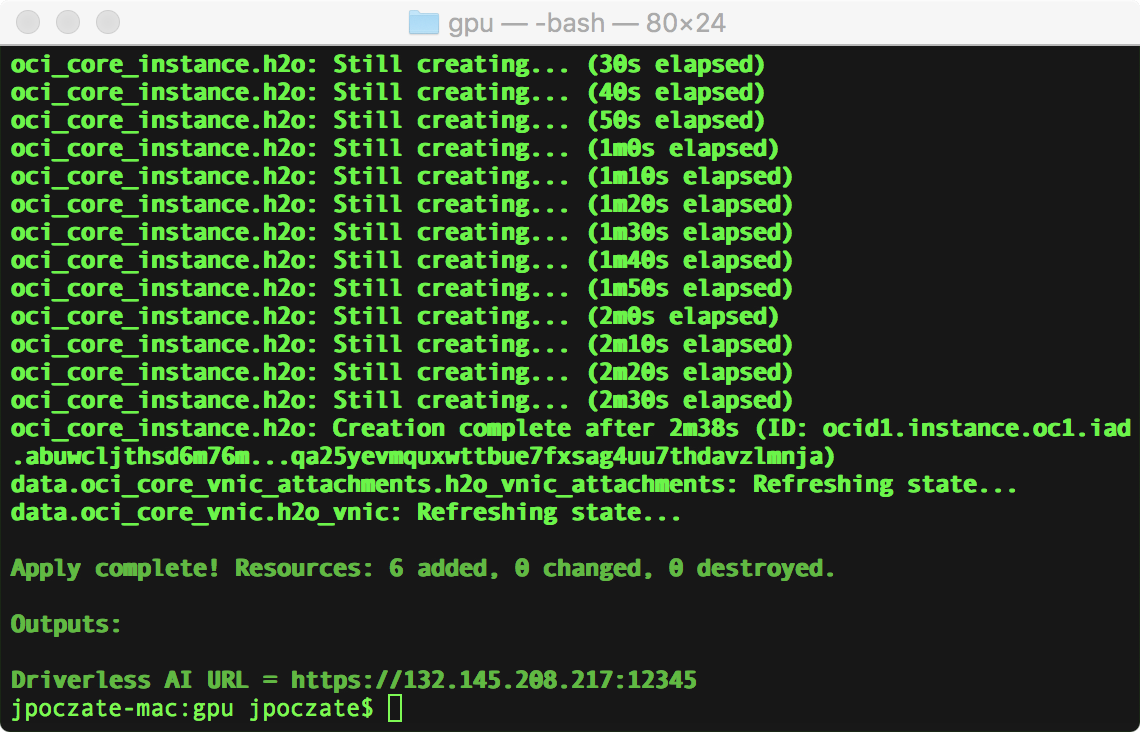 gpu — -bash — 80×24
oci_core_instance.h2o: Still creating... (30s elapsed)
oci_core_instance.h2o: Still creating... (40s elapsed)
oci_core_instance.h2o: Still creating... (50s elapsed)
oci_core_instance.h2o: Still creating... (1m0s elapsed)
oci_core_instance.h2o: Still creating... (1m10s elapsed)
oci_core_instance.h2o: Still creating... (1m20s elapsed)
oci_core_instance.h2o: Still creating... (1m30s elapsed)
oci_core_instance.h2o: Still creating... (1m40s elapsed)
oci_core_instance.h2o: Still creating... (1m50s elapsed)
oci_core_instance.h2o: Still creating... (2m0s elapsed)
oci_core_instance.h2o: Still creating... (2m10s elapsed)
oci_core_instance.h2o: Still creating... (2m20s elapsed)
oci_core_instance.h2o: Still creating... (2m30s elapsed)
oci_core_instance.h2o: Creation complete after 2m38s (ID: ocid1.instance.oc1.iad
.abuwcljthsd6m76m...qa25yevmquxwttbue7fxsag4uu7thdavzlmnja)
data.oci_core_vnic_attachments.h2o_vnic_attachments: Refreshing state...
data.oci_core_vnic.h2o_vnic: Refreshing state...
Apply complete! Resources: 6 added, 0 changed, 0 destroyed.
Outputs:
Driverless AI URL = https://132.145.208.217:12345
jpoczate-mac:gpu jpoczate$